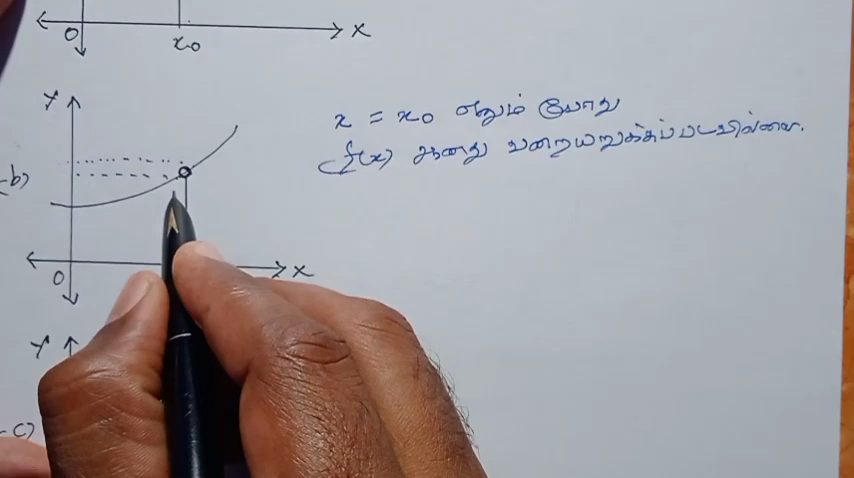 0 x₀ X
Y
x = x₀ எனும் போது
f(x) ஆனது வரையறுக்கப்படவில்லை.
-b)
0 X
Y
-c)